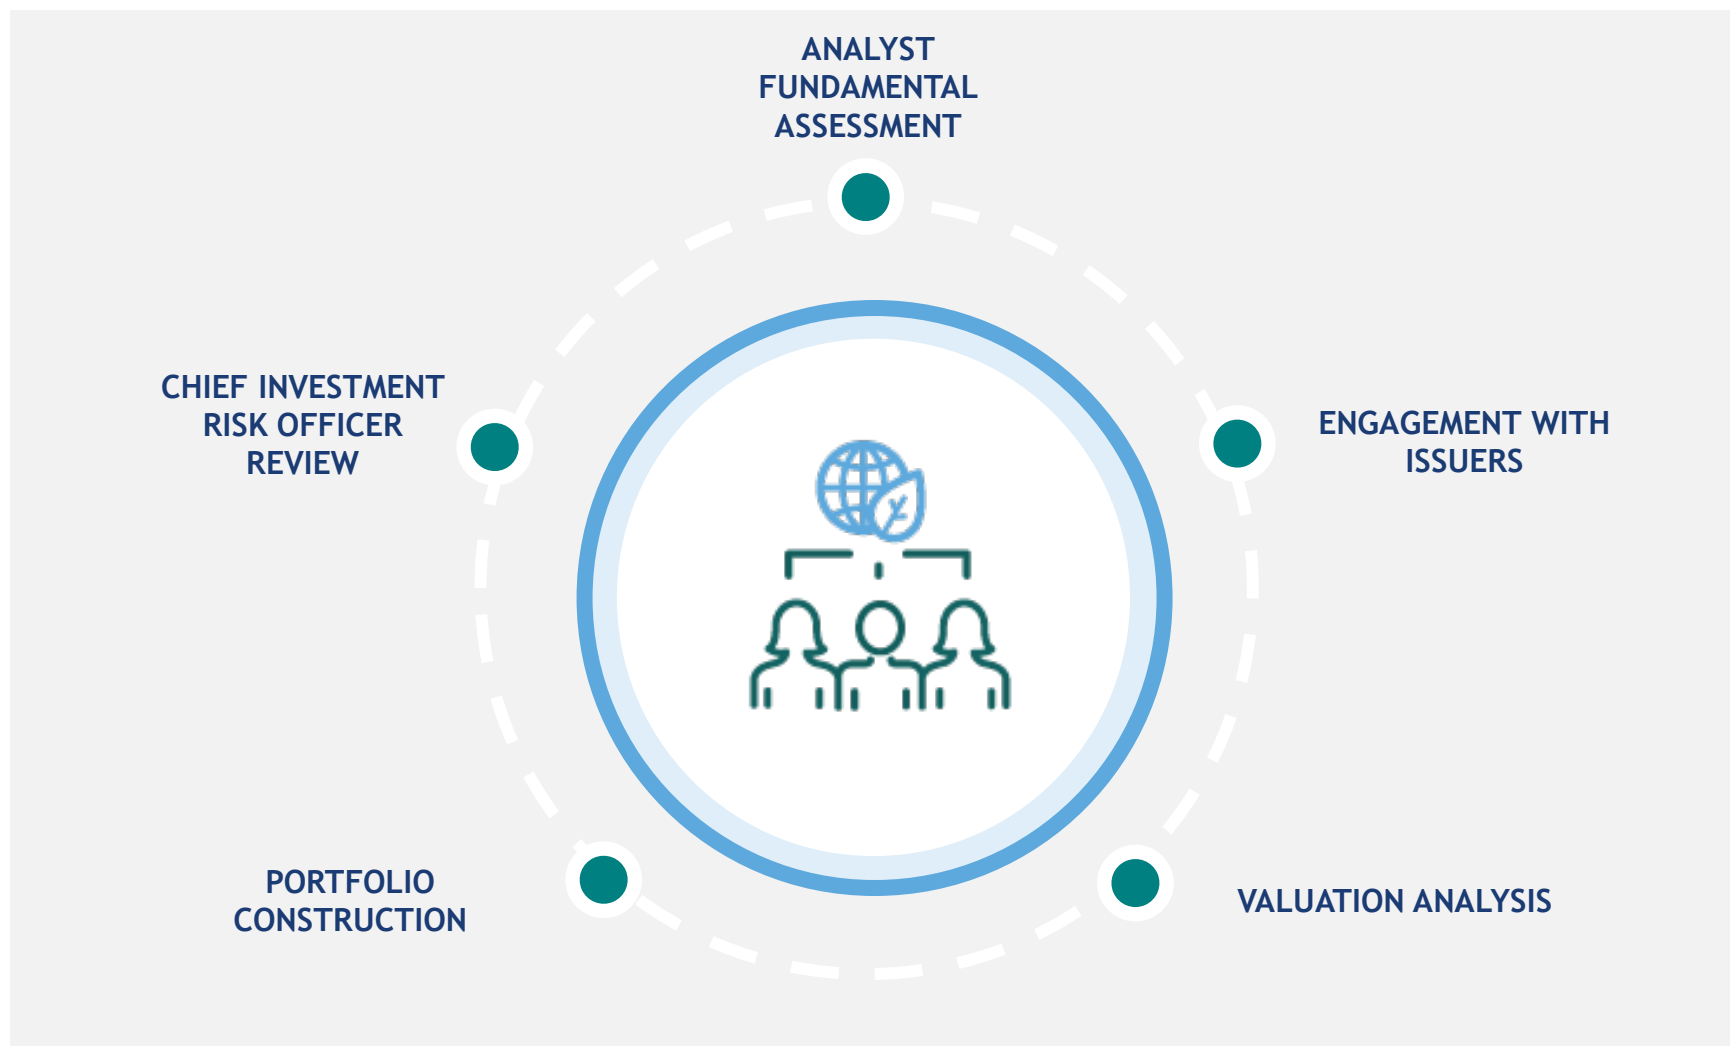 ANALYST
FUNDAMENTAL
ASSESSMENT
CHIEF INVESTMENT
RISK OFFICER
REVIEW
ENGAGEMENT WITH
ISSUERS
PORTFOLIO
CONSTRUCTION
VALUATION ANALYSIS